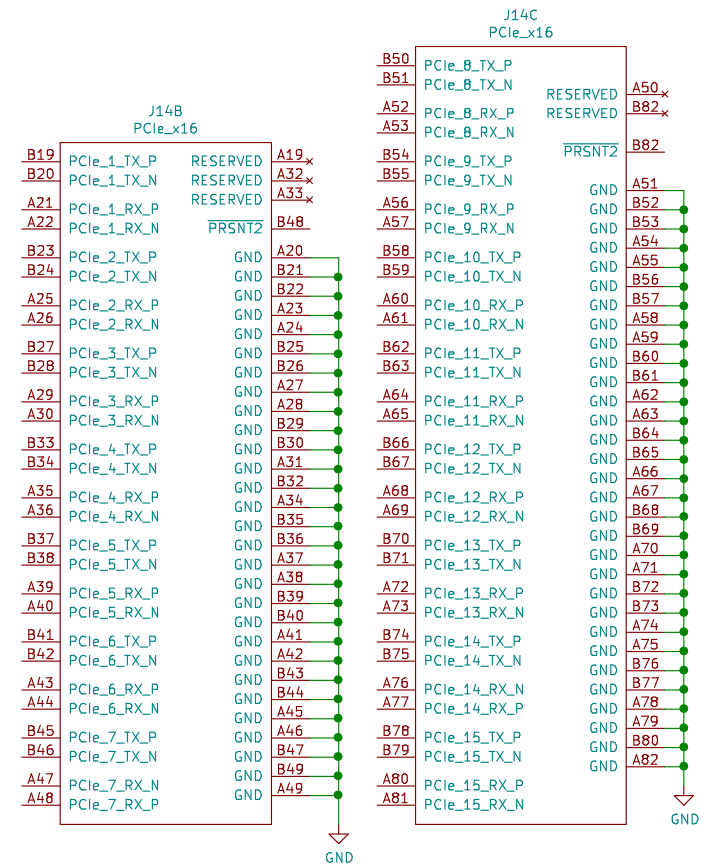 J14B
PCIe_x16
B19 PCIe_1_TX_P RESERVED A19
B20 PCIe_1_TX_N RESERVED A32
RESERVED A33
A21 PCIe_1_RX_P
A22 PCIe_1_RX_N PRSNT2 B48
B23 PCIe_2_TX_P GND A20
B24 PCIe_2_TX_N GND B21
GND B22
A25 PCIe_2_RX_P GND A23
A26 PCIe_2_RX_N GND A24
B27 PCIe_3_TX_P GND B25
B28 PCIe_3_TX_N GND B26
GND A27
A29 PCIe_3_RX_P GND A28
A30 PCIe_3_RX_N GND B29
B33 PCIe_4_TX_P GND B30
B34 PCIe_4_TX_N GND A31
GND B32
A35 PCIe_4_RX_P GND A34
A36 PCIe_4_RX_N GND B35
B37 PCIe_5_TX_P GND B36
B38 PCIe_5_TX_N GND A37
GND A38
A39 PCIe_5_RX_P GND B39
A40 PCIe_5_RX_N GND B40
B41 PCIe_6_TX_P GND A41
B42 PCIe_6_TX_N GND A42
GND B43
A43 PCIe_6_RX_P GND B44
A44 PCIe_6_RX_N GND A45
B45 PCIe_7_TX_P GND A46
B46 PCIe_7_TX_N GND B47
GND B49
A47 PCIe_7_RX_N GND A49
A48 PCIe_7_RX_P
GND
J14C
PCIe_x16
B50 PCIe_8_TX_P
B51 PCIe_8_TX_N RESERVED A50
A52 PCIe_8_RX_P RESERVED B82
A53 PCIe_8_RX_N
B54 PCIe_9_TX_P PRSNT2 B82
B55 PCIe_9_TX_N GND A51
A56 PCIe_9_RX_P GND B52
A57 PCIe_9_RX_N GND B53
GND A54
B58 PCIe_10_TX_P GND A55
B59 PCIe_10_TX_N GND B56
A60 PCIe_10_RX_P GND B57
A61 PCIe_10_RX_N GND A58
GND A59
B62 PCIe_11_TX_P GND B60
B63 PCIe_11_TX_N GND B61
A64 PCIe_11_RX_P GND A62
A65 PCIe_11_RX_N GND A63
GND B64
B66 PCIe_12_TX_P GND B65
B67 PCIe_12_TX_N GND A66
A68 PCIe_12_RX_P GND A67
A69 PCIe_12_RX_N GND B68
GND B69
B70 PCIe_13_TX_P GND A70
B71 PCIe_13_TX_N GND A71
A72 PCIe_13_RX_P GND B72
A73 PCIe_13_RX_N GND B73
GND A74
B74 PCIe_14_TX_P GND A75
B75 PCIe_14_TX_N GND B76
A76 PCIe_14_RX_N GND B77
A77 PCIe_14_RX_P GND A78
GND A79
B78 PCIe_15_TX_P GND B80
B79 PCIe_15_TX_N GND A82
A80 PCIe_15_RX_P
A81 PCIe_15_RX_N
GND